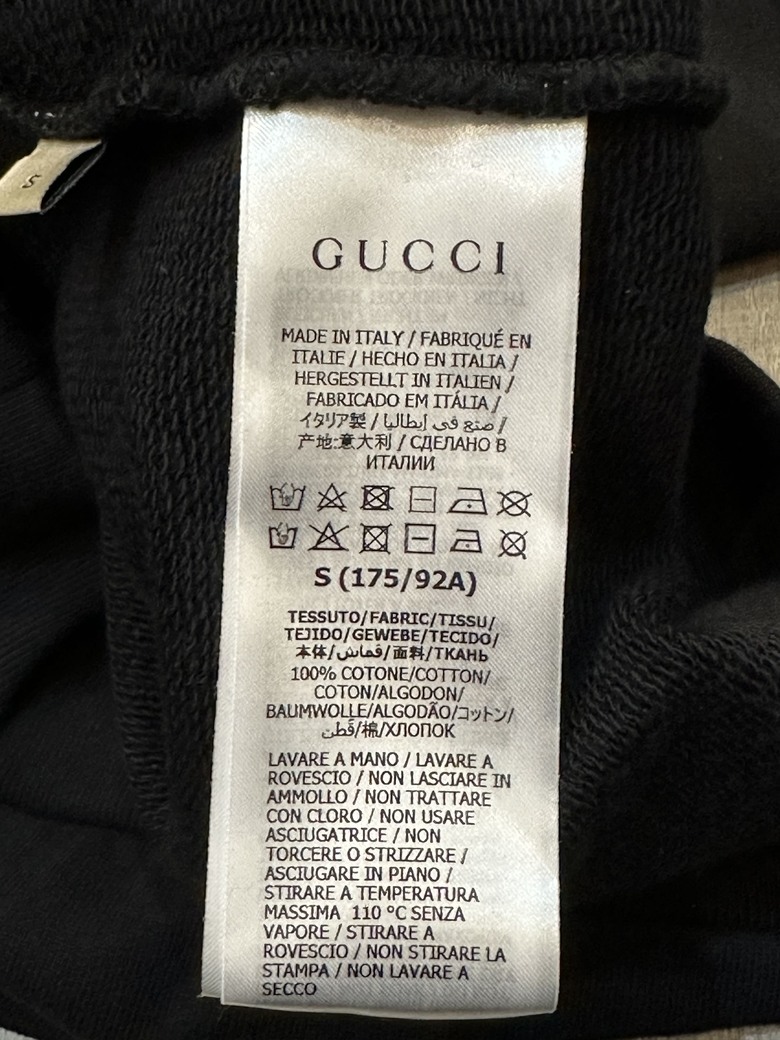 S
GUCCI
MADE IN ITALY / FABRIQUÉ EN
ITALIE / HECHO EN ITALIA /
HERGESTELLT IN ITALIEN /
FABRICADO EM ITÁLIA /
イタリア製 / صنع في إيطاليا /
产地:意大利 / СДЕЛАНО В
ИТАЛИИ
S (175/92A)
TESSUTO/FABRIC/TISSU/
TEJIDO/GEWEBE/TECIDO/
本体/قماش/面料/ТКАНЬ
100% COTONE/COTTON/
COTON/ALGODON/
BAUMWOLLE/ALGODÃO/コットン/
قطن/棉/ХЛОПОК
LAVARE A MANO / LAVARE A
ROVESCIO / NON LASCIARE IN
AMMOLLO / NON TRATTARE
CON CLORO / NON USARE
ASCIUGATRICE / NON
TORCERE O STRIZZARE /
ASCIUGARE IN PIANO /
STIRARE A TEMPERATURA
MASSIMA 110 °C SENZA
VAPORE / STIRARE A
ROVESCIO / NON STIRARE LA
STAMPA / NON LAVARE A
SECCO